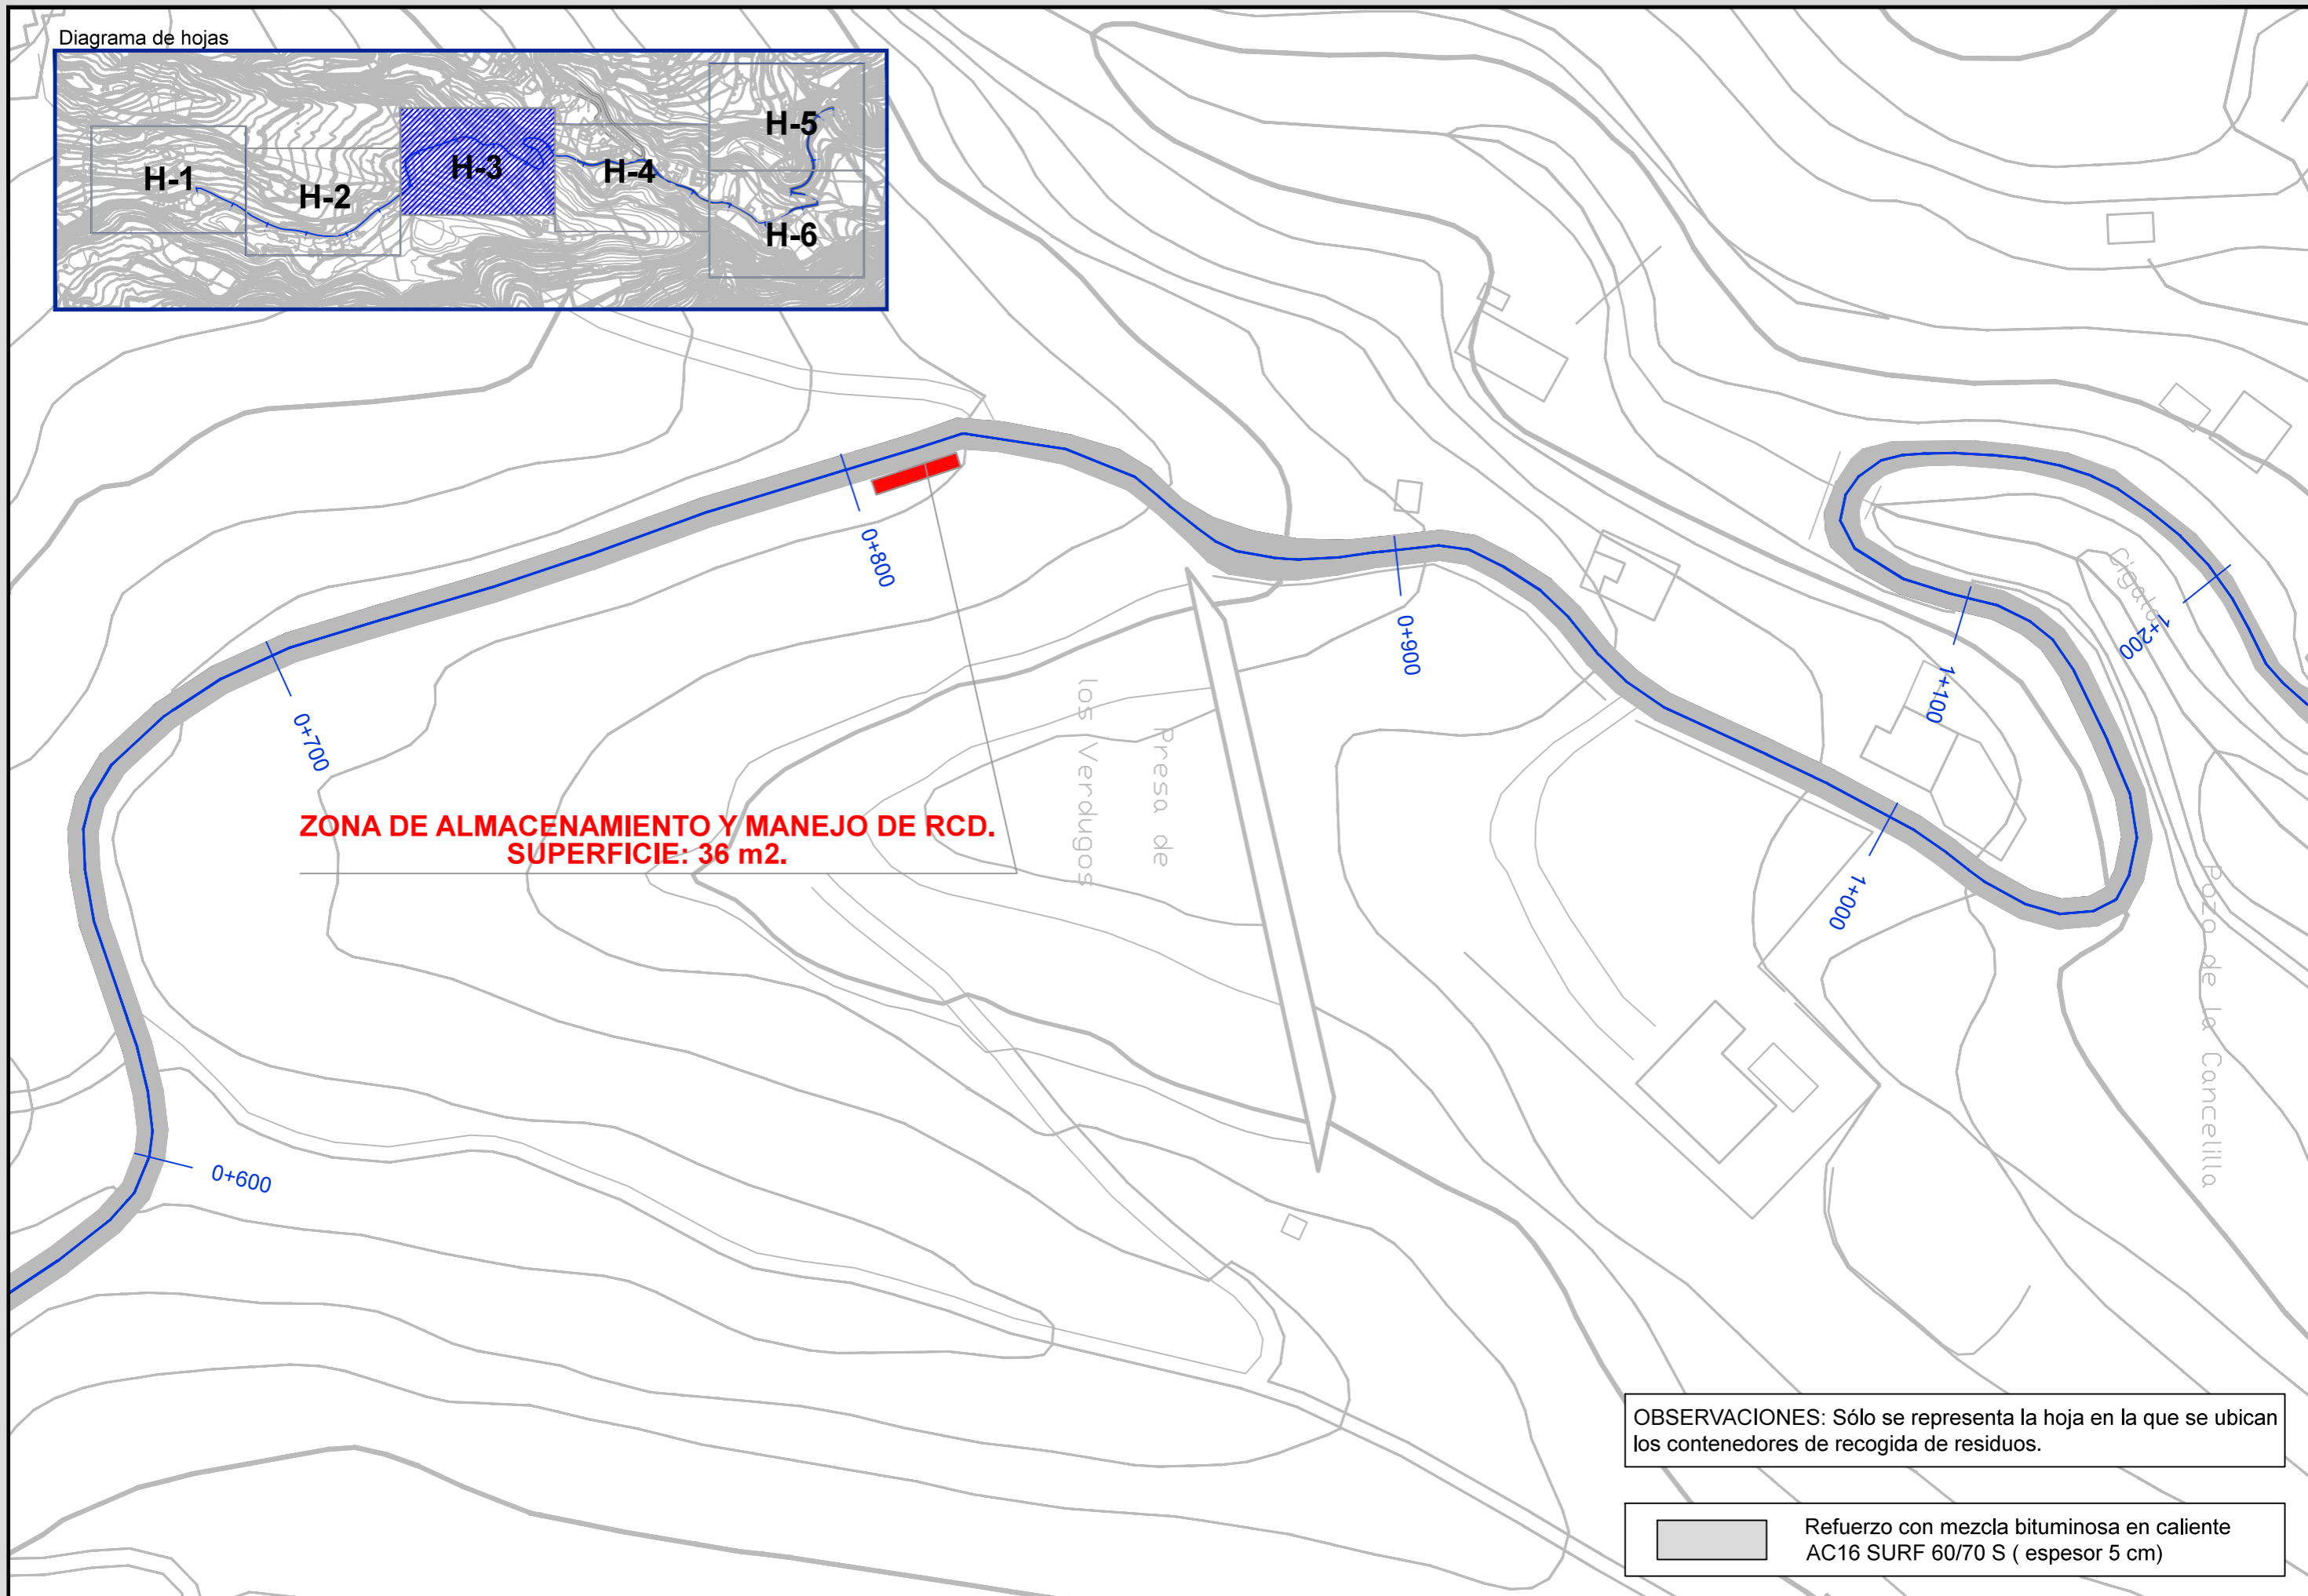 Diagrama de hojas
H-1
H-2
H-3
H-4
H-5
H-6
0+800
0+900
Cigala
1+200
1+100
0+700
Presa de
los Verdugos
ZONA DE ALMACENAMIENTO Y MANEJO DE RCD.
SUPERFICIE: 36 m2.
1+000
Pozo de la Cancelilla
0+600
OBSERVACIONES: Sólo se representa la hoja en la que se ubican
los contenedores de recogida de residuos.
Refuerzo con mezcla bituminosa en caliente
AC16 SURF 60/70 S ( espesor 5 cm)